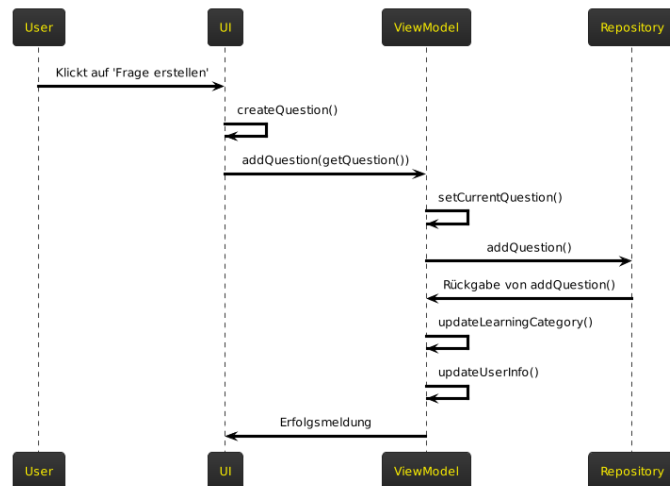 User
UI
ViewModel
Repository
Klickt auf 'Frage erstellen'
createQuestion()
addQuestion(getQuestion())
setCurrentQuestion()
addQuestion()
Rückgabe von addQuestion()
updateLearningCategory()
updateUserInfo()
Erfolgsmeldung
User
UI
ViewModel
Repository